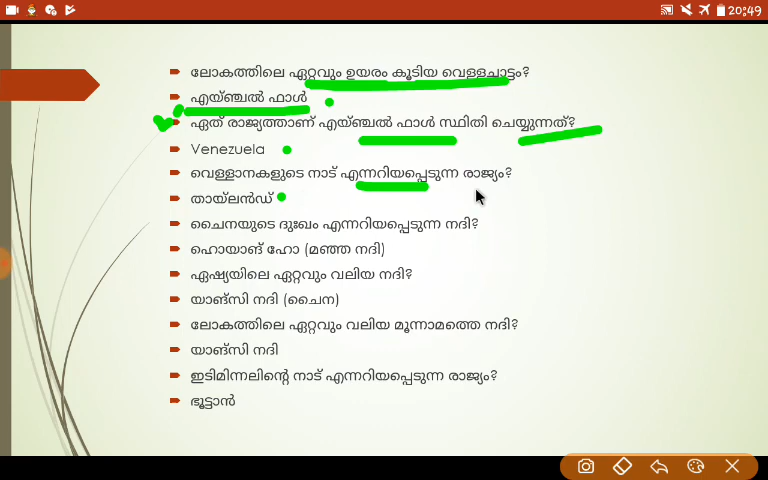 20:49
ലോകത്തിലെ ഏറ്റവും ഉയരം കൂടിയ വെള്ളച്ചാട്ടം?
എയ്ഞ്ചൽ ഫാൾ
ഏത് രാജ്യത്താണ് എയ്ഞ്ചൽ ഫാൾ സ്ഥിതി ചെയ്യുന്നത്?
Venezuela
വെള്ളാനകളുടെ നാട് എന്നറിയപ്പെടുന്ന രാജ്യം?
തായ്‌ലൻഡ്
ചൈനയുടെ ദുഃഖം എന്നറിയപ്പെടുന്ന നദി?
ഹൊയാങ് ഹോ (മഞ്ഞ നദി)
ഏഷ്യയിലെ ഏറ്റവും വലിയ നദി?
യാങ്സി നദി (ചൈന)
ലോകത്തിലെ ഏറ്റവും വലിയ മൂന്നാമത്തെ നദി?
യാങ്സി നദി
ഇടിമിന്നലിന്റെ നാട് എന്നറിയപ്പെടുന്ന രാജ്യം?
ഭൂട്ടാൻ